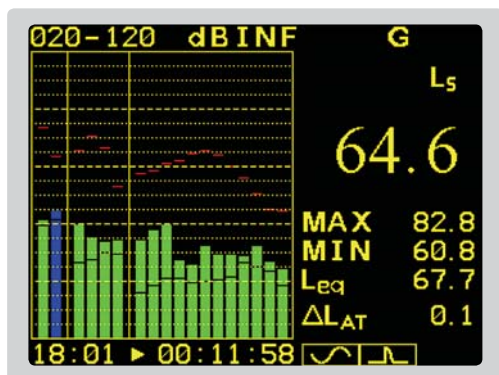 020-120 dBINF G
Ls
64.6
MAX 82.8
MIN 60.8
Leq 67.7
ΔLAT 0.1
18:01 ▶ 00:11:58